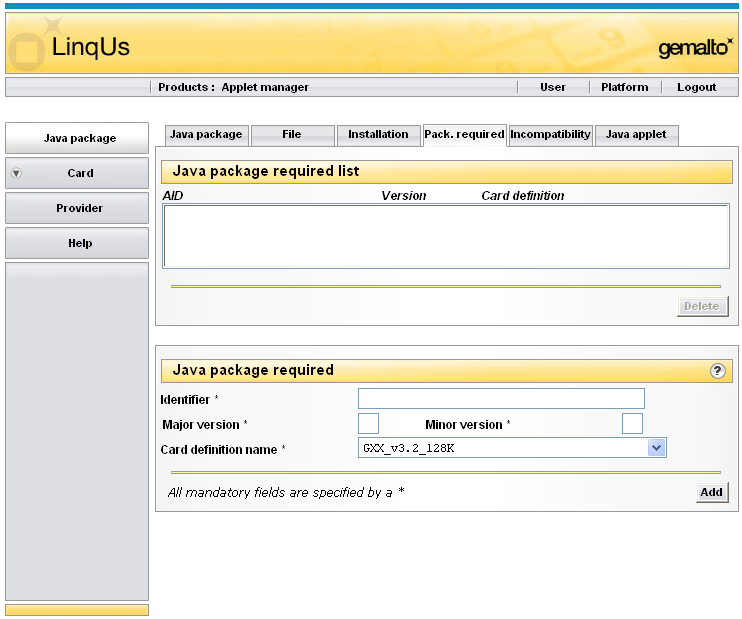 LinqUs
gemalto
Products : Applet manager User Platform Logout
Java package
Card
Provider
Help
Java package File Installation Pack. required Incompatibility Java applet
Java package required list
AID Version Card definition
Delete
Java package required ?
Identifier *
Major version * Minor version *
Card definition name * GXX_v3.2_128K
All mandatory fields are specified by a * Add